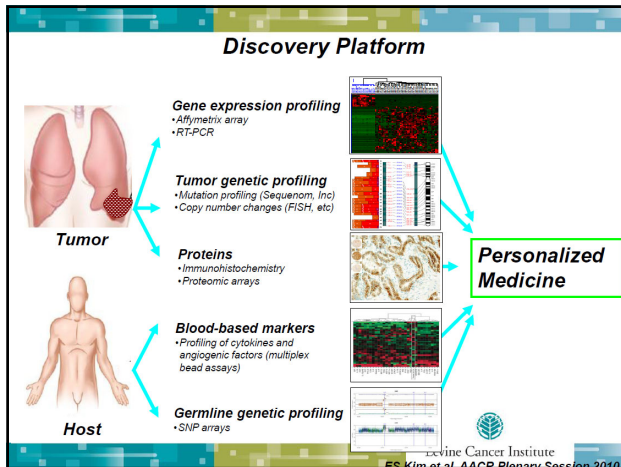 Discovery Platform
Gene expression profiling
•Affymetrix array
•RT-PCR
Tumor genetic profiling
•Mutation profiling (Sequenom, Inc)
•Copy number changes (FISH, etc)
Tumor
Proteins
•Immunohistochemistry
•Proteomic arrays
Personalized
Medicine
Blood-based markers
•Profiling of cytokines and
angiogenic factors (multiplex
bead assays)
Host
Germline genetic profiling
•SNP arrays
Levine Cancer Institute
ES Kim et al, AACR Plenary Session 2010